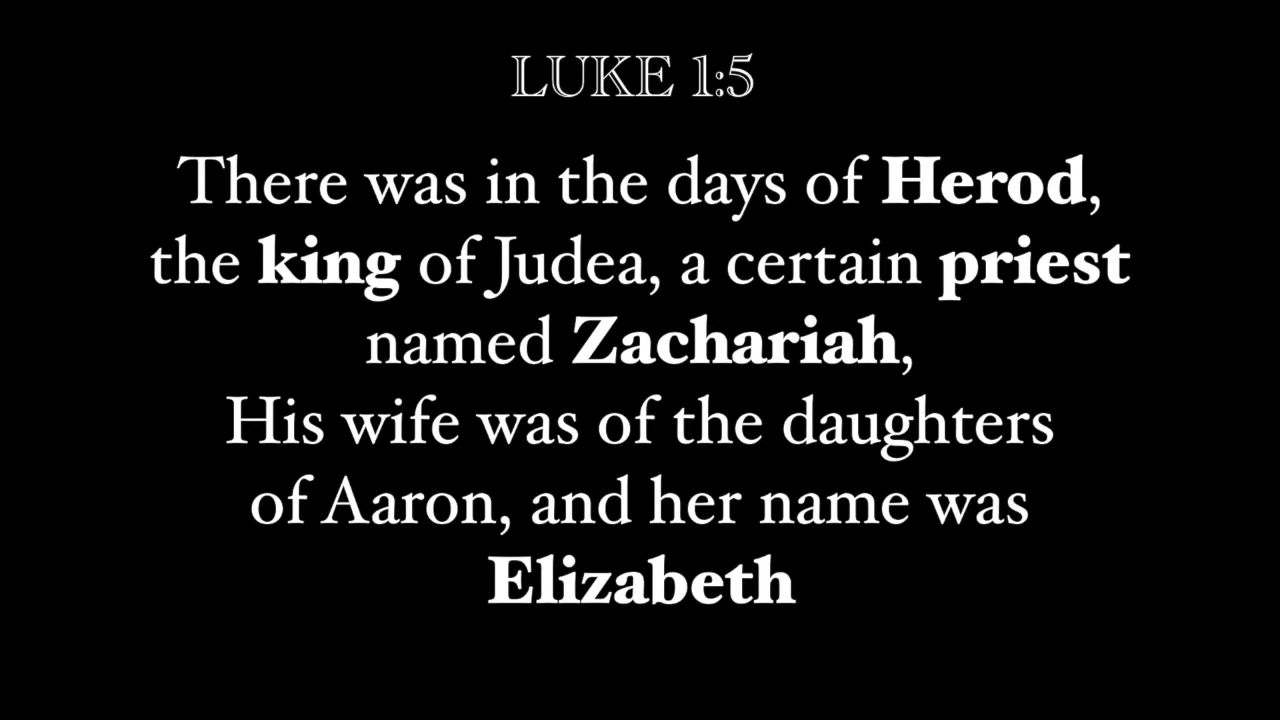 LUKE 1:5
There was in the days of Herod,
the king of Judea, a certain priest
named Zachariah,
His wife was of the daughters
of Aaron, and her name was
Elizabeth